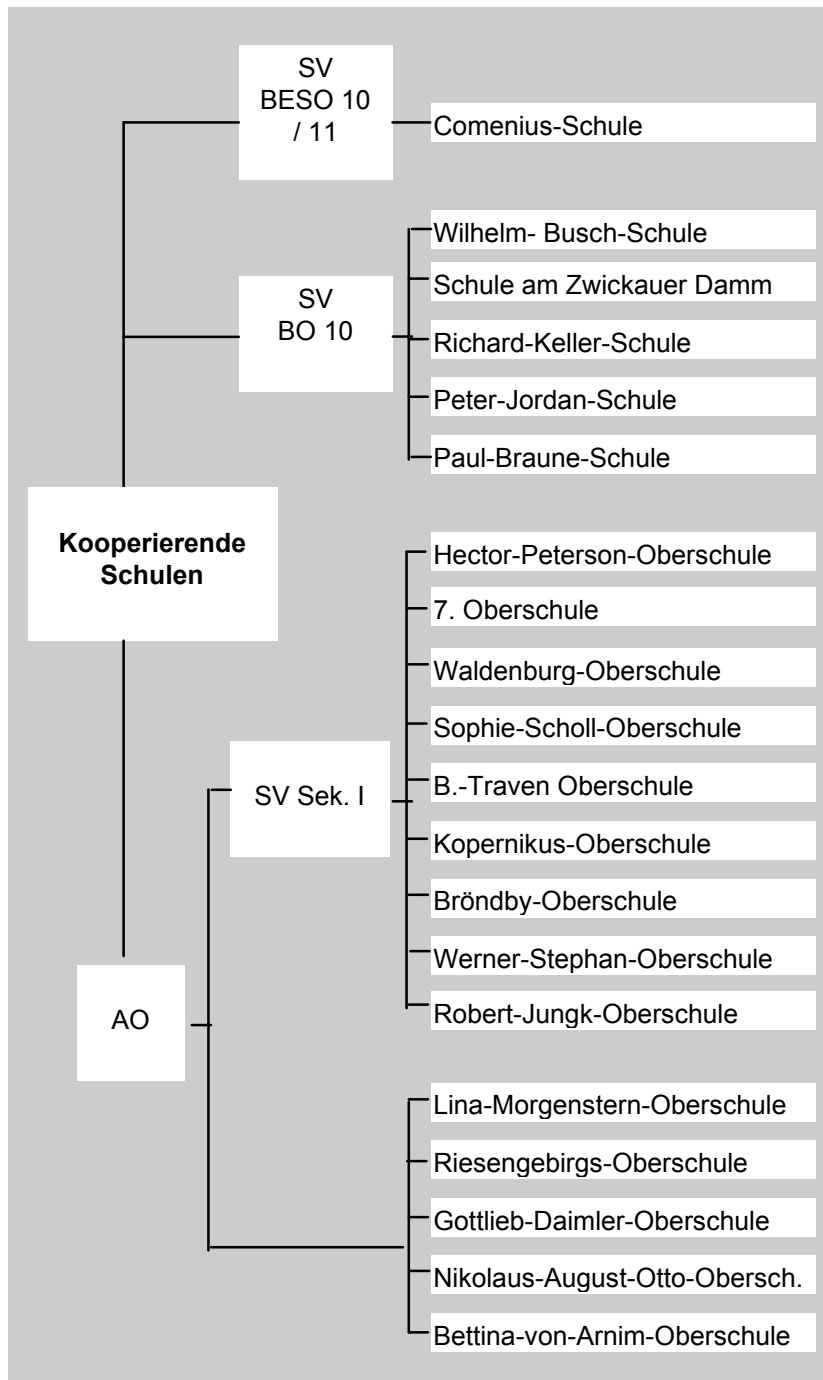 SV
BESO 10
/ 11
Comenius-Schule
SV
BO 10
Wilhelm- Busch-Schule
Schule am Zwickauer Damm
Richard-Keller-Schule
Peter-Jordan-Schule
Paul-Braune-Schule
Kooperierende
Schulen
AO
SV Sek. I
Hector-Peterson-Oberschule
7. Oberschule
Waldenburg-Oberschule
Sophie-Scholl-Oberschule
B.-Traven Oberschule
Kopernikus-Oberschule
Bröndby-Oberschule
Werner-Stephan-Oberschule
Robert-Jungk-Oberschule
Lina-Morgenstern-Oberschule
Riesengebirgs-Oberschule
Gottlieb-Daimler-Oberschule
Nikolaus-August-Otto-Obersch.
Bettina-von-Arnim-Oberschule